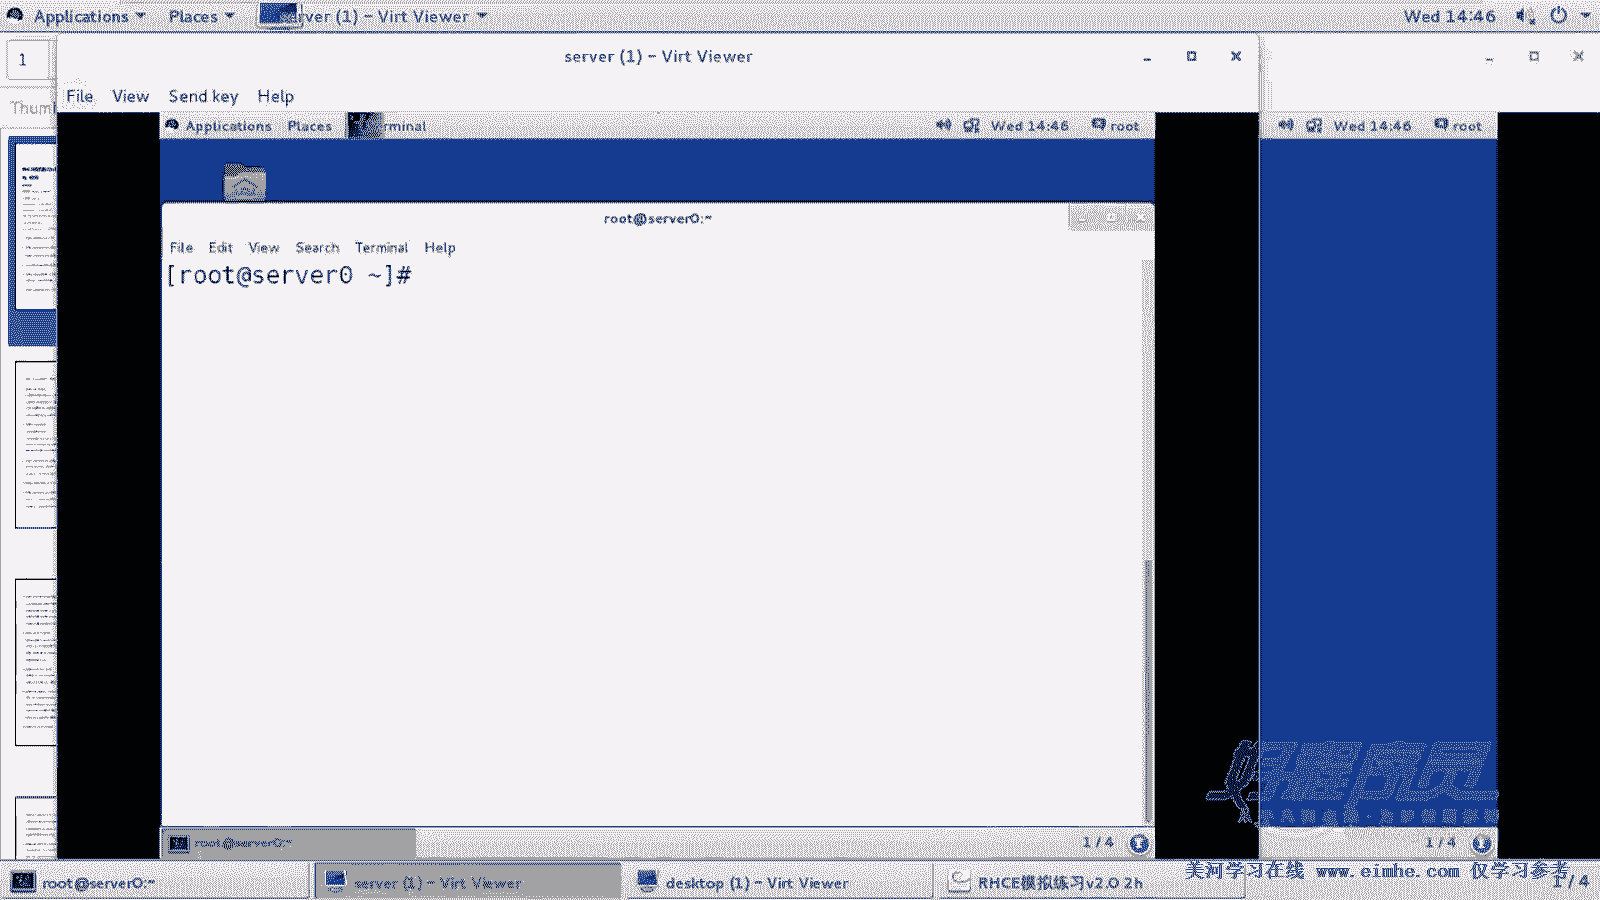 Applications Places server (1) – Virt Viewer Wed 14:46
1
server (1) – Virt Viewer
File View Send key Help
Applications Places Terminal Wed 14:46 root
Wed 14:46 root
root@server0:~
File Edit View Search Terminal Help
[root@server0 ~]#
root@server0:~ 1 / 4
1 / 4
root@server0:~ server (1) – Virt Viewer desktop (1) – Virt Viewer RHCE模拟练习v2.0 2h 1 / 4
美河学习在线 www.eimhe.com 仅学习参考